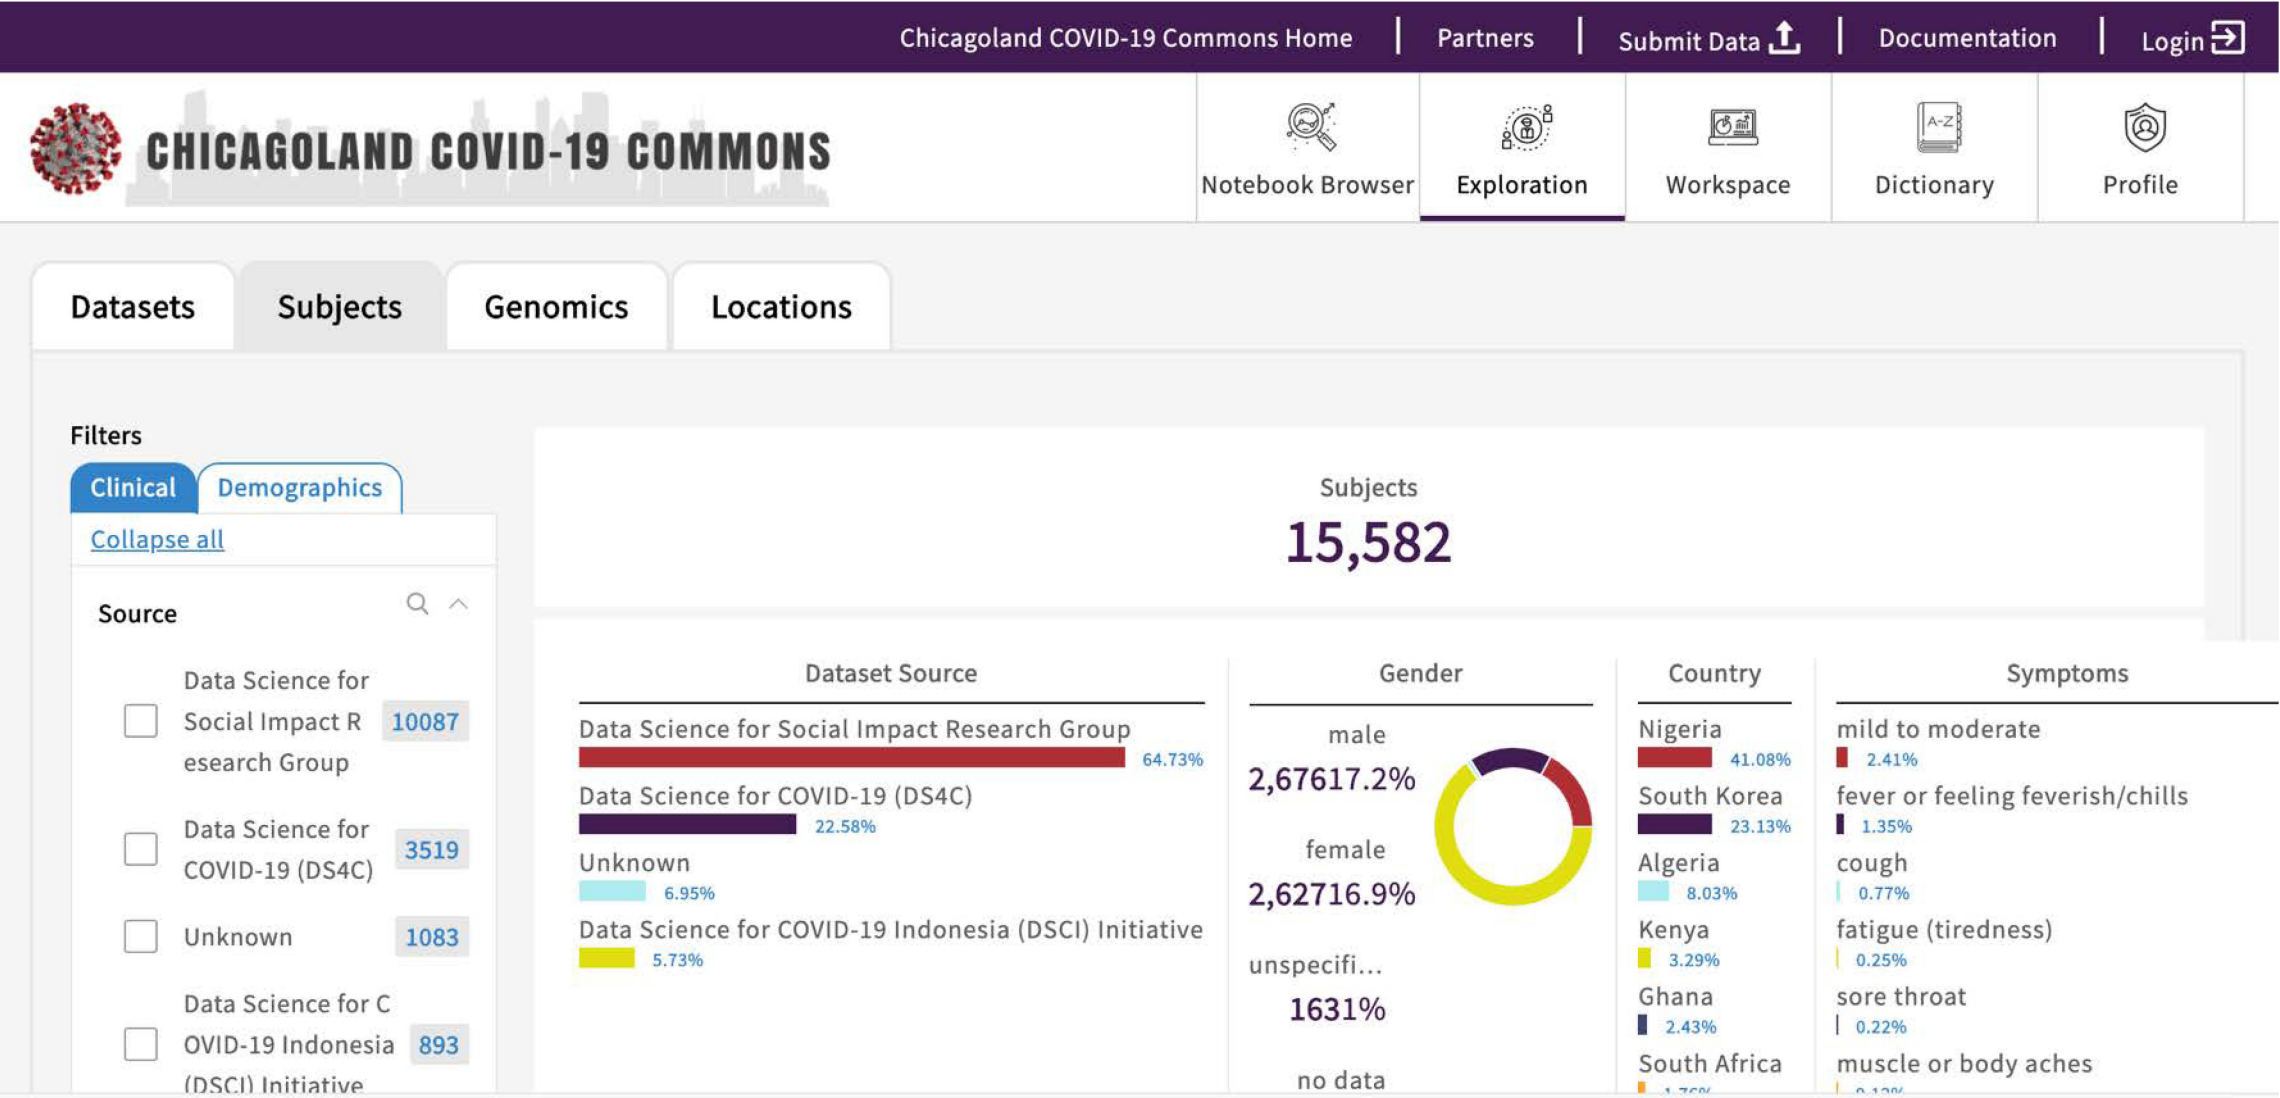 Chicagoland COVID-19 Commons Home | Partners | Submit Data | Documentation | Login
CHICAGOLAND COVID-19 COMMONS
Notebook Browser
Exploration
Workspace
A-Z
Dictionary
Profile
Datasets
Subjects
Genomics
Locations
Filters
Clinical
Demographics
Collapse all
Source
Data Science for
Social Impact R
esearch Group
10087
Data Science for
COVID-19 (DS4C)
3519
Unknown
1083
Data Science for C
OVID-19 Indonesia
(DSCI) Initiative
893
Subjects
15,582
Dataset Source
Data Science for Social Impact Research Group
64.73%
Data Science for COVID-19 (DS4C)
22.58%
Unknown
6.95%
Data Science for COVID-19 Indonesia (DSCI) Initiative
5.73%
Gender
male
2,67617.2%
female
2,62716.9%
unspecifi...
1631%
no data
Country
Nigeria
41.08%
South Korea
23.13%
Algeria
8.03%
Kenya
3.29%
Ghana
2.43%
South Africa
Symptoms
mild to moderate
2.41%
fever or feeling feverish/chills
1.35%
cough
0.77%
fatigue (tiredness)
0.25%
sore throat
0.22%
muscle or body aches